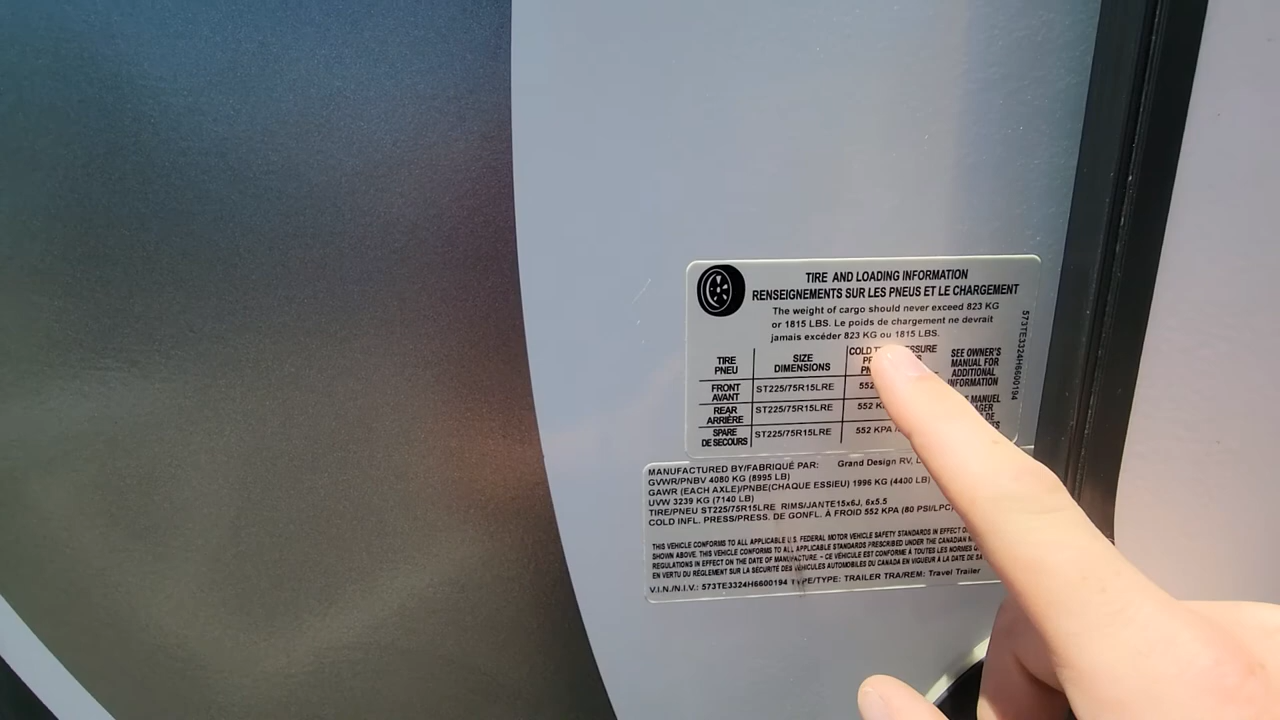 TIRE AND LOADING INFORMATION
RENSEIGNEMENTS SUR LES PNEUS ET LE CHARGEMENT
The weight of cargo should never exceed 823 KG
or 1815 LBS. Le poids de chargement ne devrait
jamais excéder 823 KG ou 1815 LBS.
TIRE
PNEU
SIZE
DIMENSIONS
COLD
SEE OWNER'S
MANUAL FOR
ADDITIONAL
INFORMATION
MANUEL
DE
FRONT
AVANT
ST225/75R15LRE
552
REAR
ARRIÈRE
ST225/75R15LRE
552
SPARE
DE SECOURS
ST225/75R15LRE
552 KPA
573TE3324H6600194
MANUFACTURED BY/FABRIQUÉ PAR: Grand Design RV,
GVWR/PNBV 4080 KG (8995 LB)
GAWR (EACH AXLE)/PNBE(CHAQUE ESSIEU) 1996 KG (4400 LB)
UVW 3239 KG (7140 LB)
TIRE/PNEU ST225/75R15LRE RIMS/JANTE15x6J, 6x5.5
COLD INFL. PRESS/PRESS. DE GONFL. À FROID 552 KPA (80 PSI/LPC)
THIS VEHICLE CONFORMS TO ALL APPLICABLE U.S. FEDERAL MOTOR VEHICLE SAFETY STANDARDS IN EFFECT
SHOWN ABOVE. THIS VEHICLE CONFORMS TO ALL APPLICABLE STANDARDS PRESCRIBED UNDER THE CANADIAN
REGULATIONS IN EFFECT ON THE DATE OF MANUFACTURE. - CE VÉHICULE EST CONFORME À TOUTES LES NORMES
EN VERTU DU RÈGLEMENT SUR LA SÉCURITÉ DES VÉHICULES AUTOMOBILES DU CANADA EN VIGUEUR À LA DATE DE
V.I.N./N.I.V.: 573TE3324H6600194 TYPE/TYPE: TRAILER TRA/REM: Travel Trailer